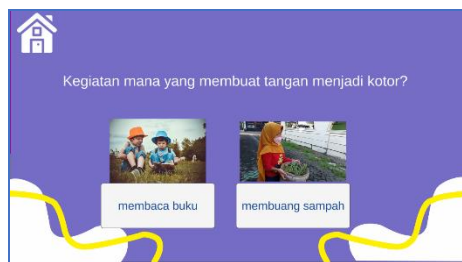 Kegiatan mana yang membuat tangan menjadi kotor?
membaca buku
membuang sampah